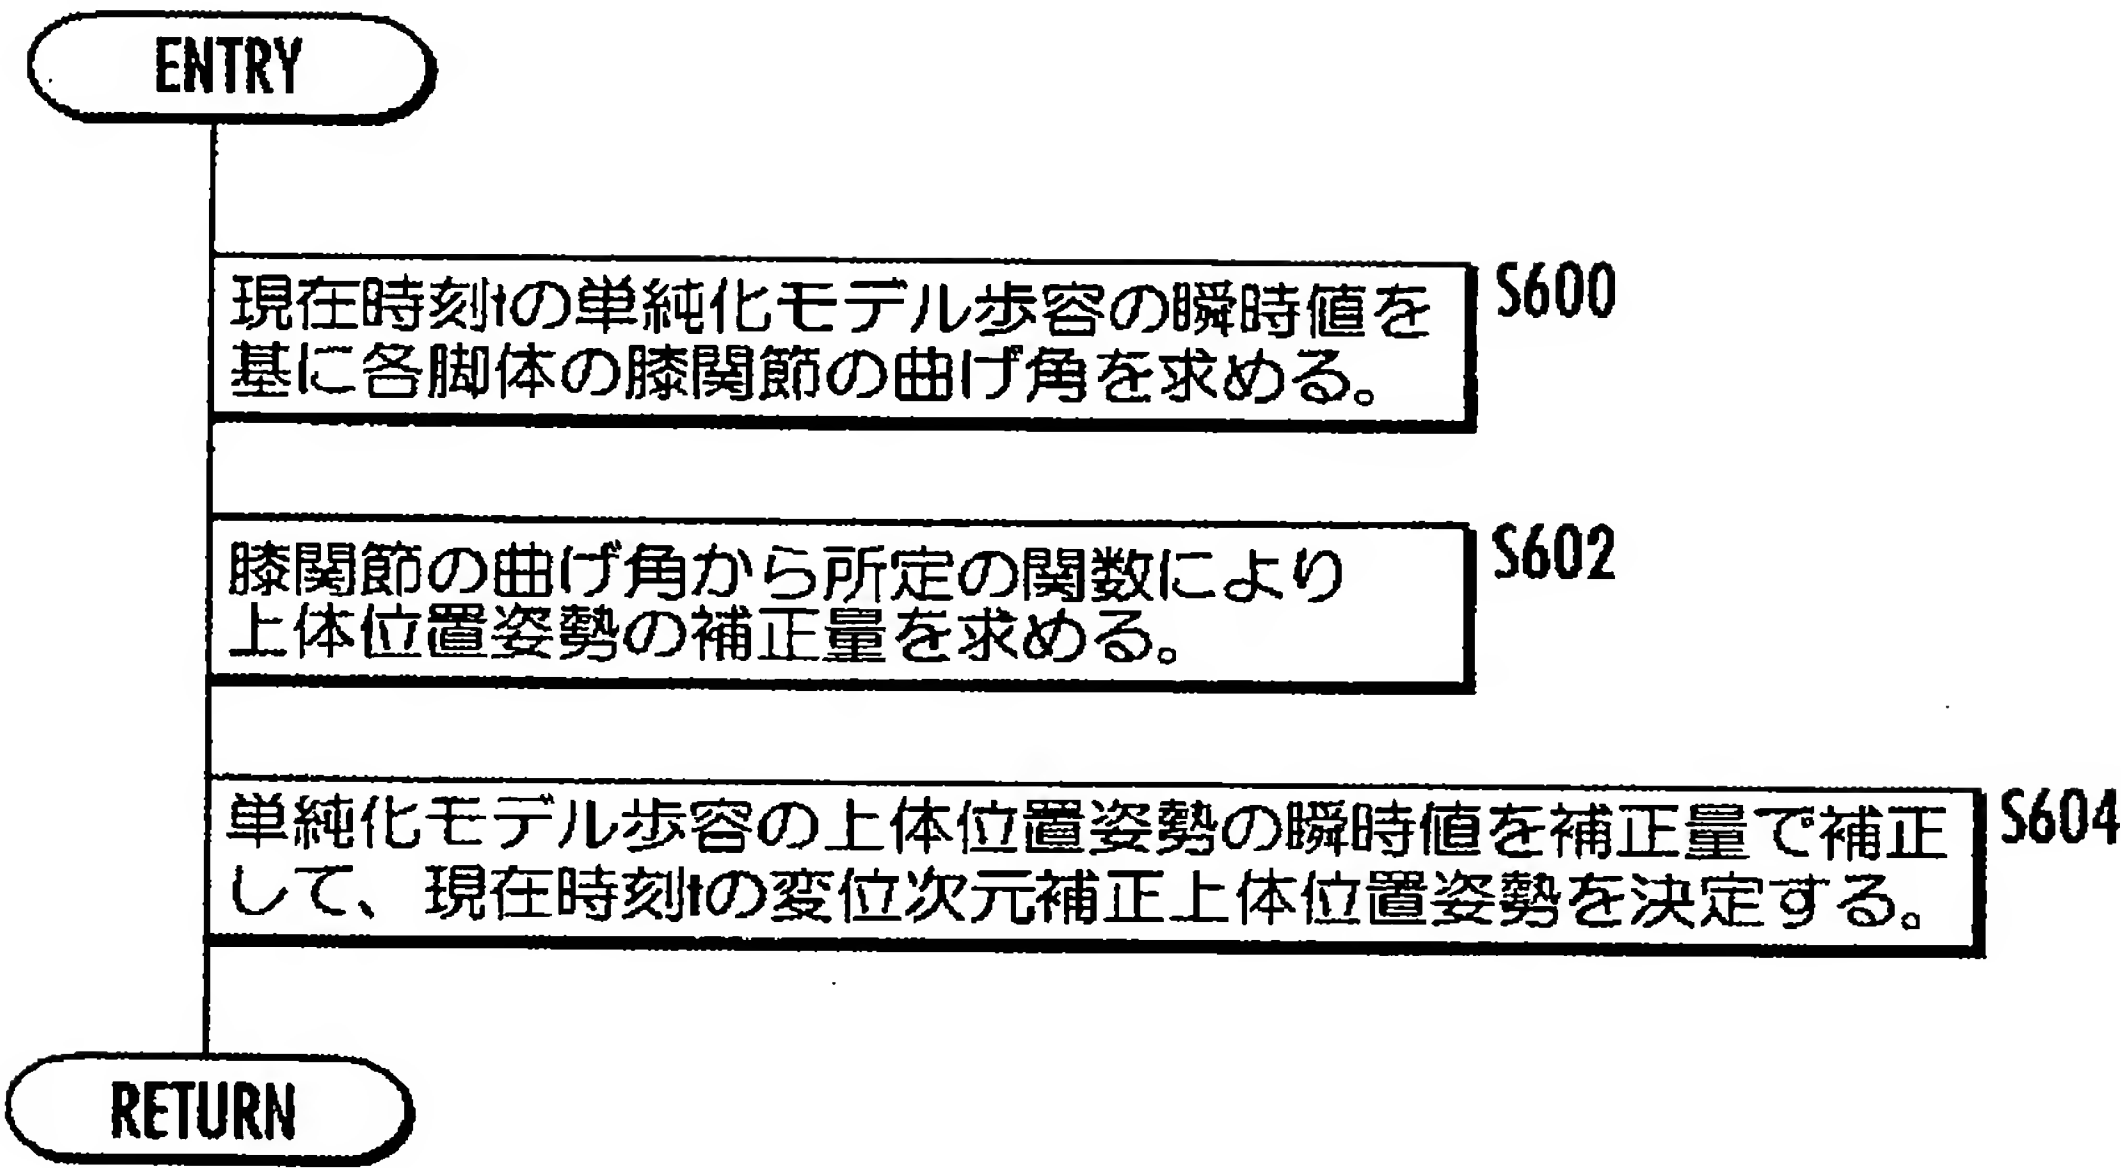 ENTRY
現在時刻tの単純化モデル歩容の瞬時値を S600
基に各脚体の膝関節の曲げ角を求める。
膝関節の曲げ角から所定の関数により S602
上体位置姿勢の補正量を求める。
単純化モデル歩容の上体位置姿勢の瞬時値を補正量で補正 S604
して、現在時刻tの変位次元補正上体位置姿勢を決定する。
RETURN